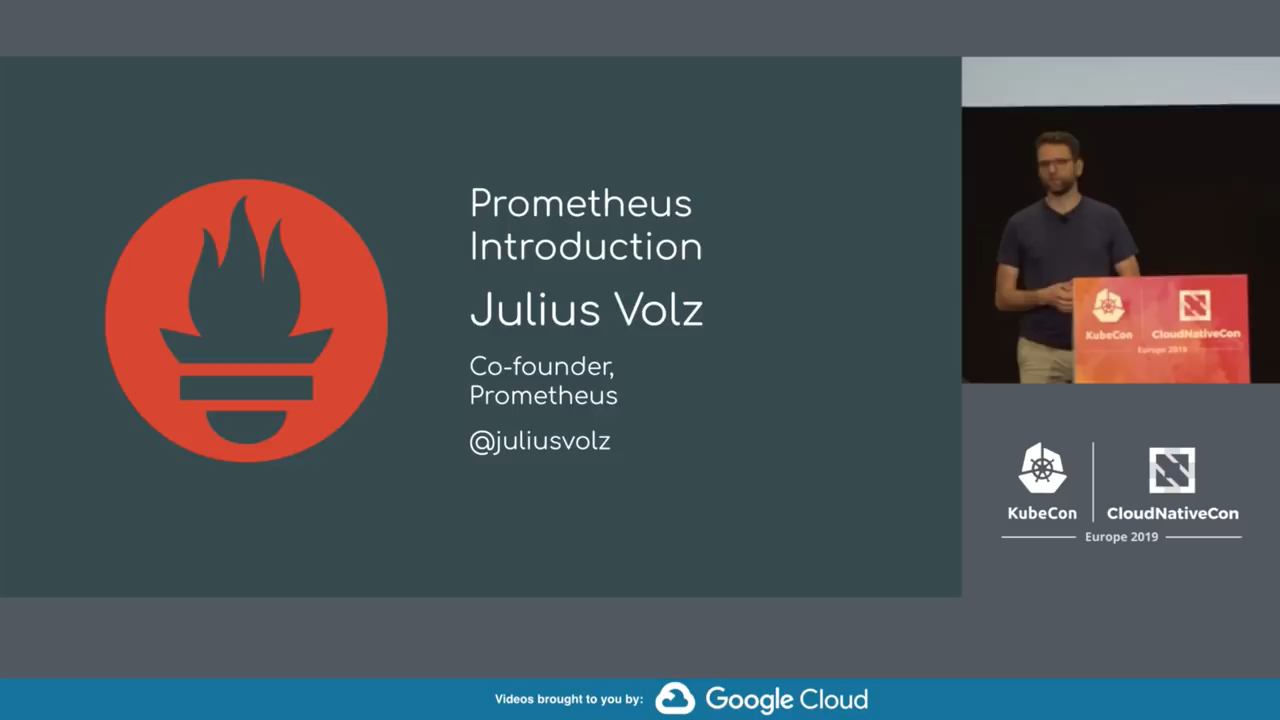 Prometheus
Introduction
Julius Volz
Co-founder,
Prometheus
@juliusvolz
KubeCon
CloudNativeCon
Europe 2019
KubeCon
CloudNativeCon
Europe 2019
Videos brought to you by:
Google Cloud